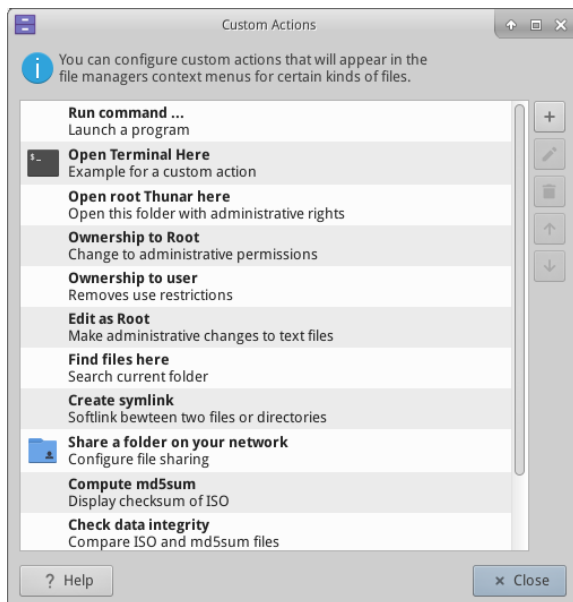 Custom Actions
You can configure custom actions that will appear in the
file managers context menus for certain kinds of files.
Run command ...
Launch a program
$_
Open Terminal Here
Example for a custom action
Open root Thunar here
Open this folder with administrative rights
Ownership to Root
Change to administrative permissions
Ownership to user
Removes use restrictions
Edit as Root
Make administrative changes to text files
Find files here
Search current folder
Create symlink
Softlink bewteen two files or directories
Share a folder on your network
Configure file sharing
Compute md5sum
Display checksum of ISO
Check data integrity
Compare ISO and md5sum files
? Help
× Close